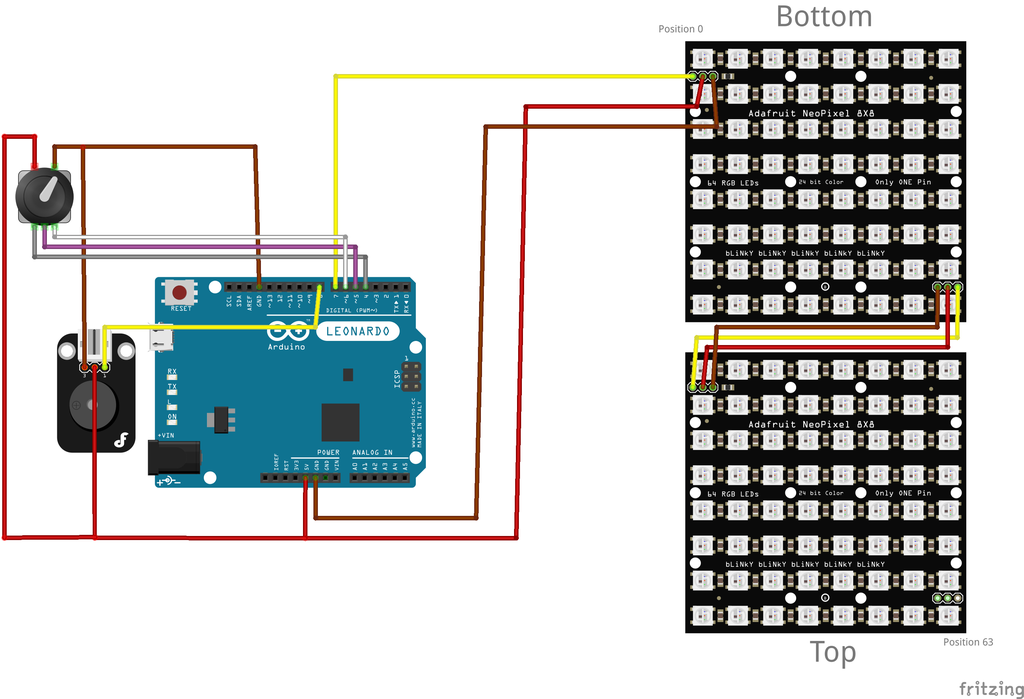 Bottom
Position 0
Adafruit NeoPixel 8X8
64 RGB LEDs 24 bit Color Only ONE Pin
bLiNkY bLiNkY bLiNkY bLiNkY bLiNkY
RESET
SCL
SDA
AREF
GND
~13
12
~11
~10
~9
8
7
~6
~5
4
~3
2
TX▶1
RX◀0
DIGITAL (PWM~)
LEONARDO
Arduino
ICSP
1
RX
TX
L
ON
+VIN
www.arduino.cc
MADE IN ITALY
POWER
ANALOG IN
IOREF
RST
3V3
5V
GND
GND
VIN
A0
A1
A2
A3
A4
A5
Adafruit NeoPixel 8X8
64 RGB LEDs 24 bit Color Only ONE Pin
bLiNkY bLiNkY bLiNkY bLiNkY bLiNkY
Position 63
Top
fritzing